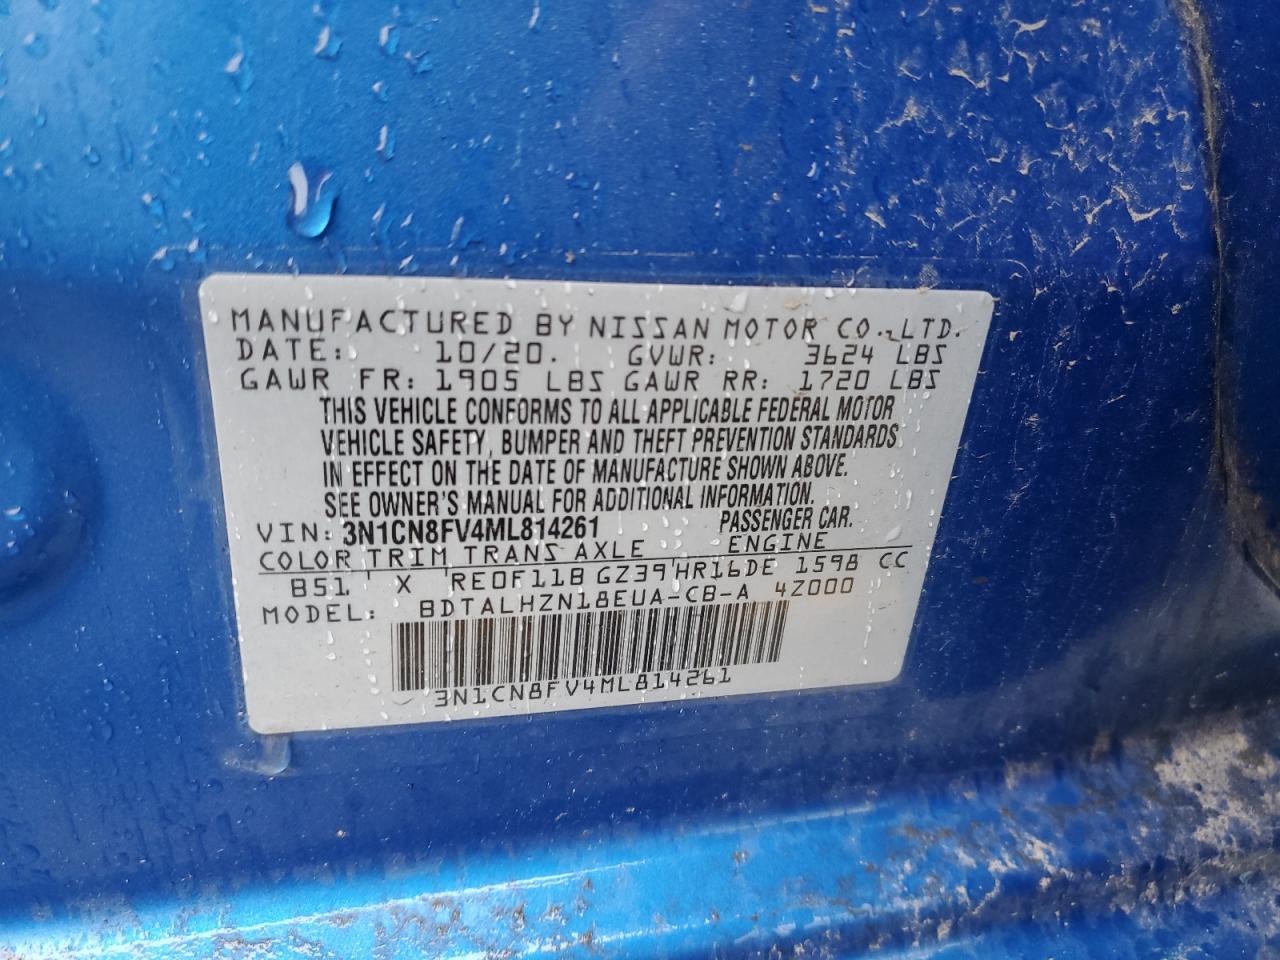 MANUFACTURED BY NISSAN MOTOR CO.,LTD.
DATE: 10/20. GVWR: 3624 LBS
GAWR FR: 1905 LBS GAWR RR: 1720 LBS
THIS VEHICLE CONFORMS TO ALL APPLICABLE FEDERAL MOTOR
VEHICLE SAFETY, BUMPER AND THEFT PREVENTION STANDARDS
IN EFFECT ON THE DATE OF MANUFACTURE SHOWN ABOVE.
SEE OWNER'S MANUAL FOR ADDITIONAL INFORMATION.
VIN: 3N1CN8FV4ML814261 PASSENGER CAR.
COLOR TRIM TRANS AXLE ENGINE
B51 X RE0F11B GZ39 HR16DE 1598 CC
MODEL: BDTALHZN18EUA-CB-A 4Z000
3N1CN8FV4ML814261